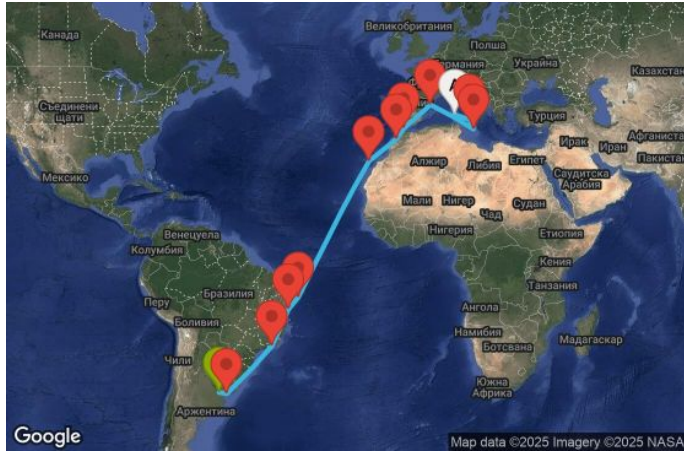 Великобритания
Канада
Полша
Германия
Украйна
Казахстан
Съединени
щати
Турция
Ирак
Иран
Афганистан
Пакистан
Алжир
Либия
Египет
Саудитска
Арабия
Мексико
Мали
Нигер
Чад
Судан
Венецуела
Нигерия
Етиопия
Колумбия
Кения
Бразилия
Танзания
Перу
Ангола
Боливия
Намибия
Ботсвана
Мадагаскар
Чили
Южна
Африка
Аржентина
Google
Map data ©2025 Imagery ©2025 NASA